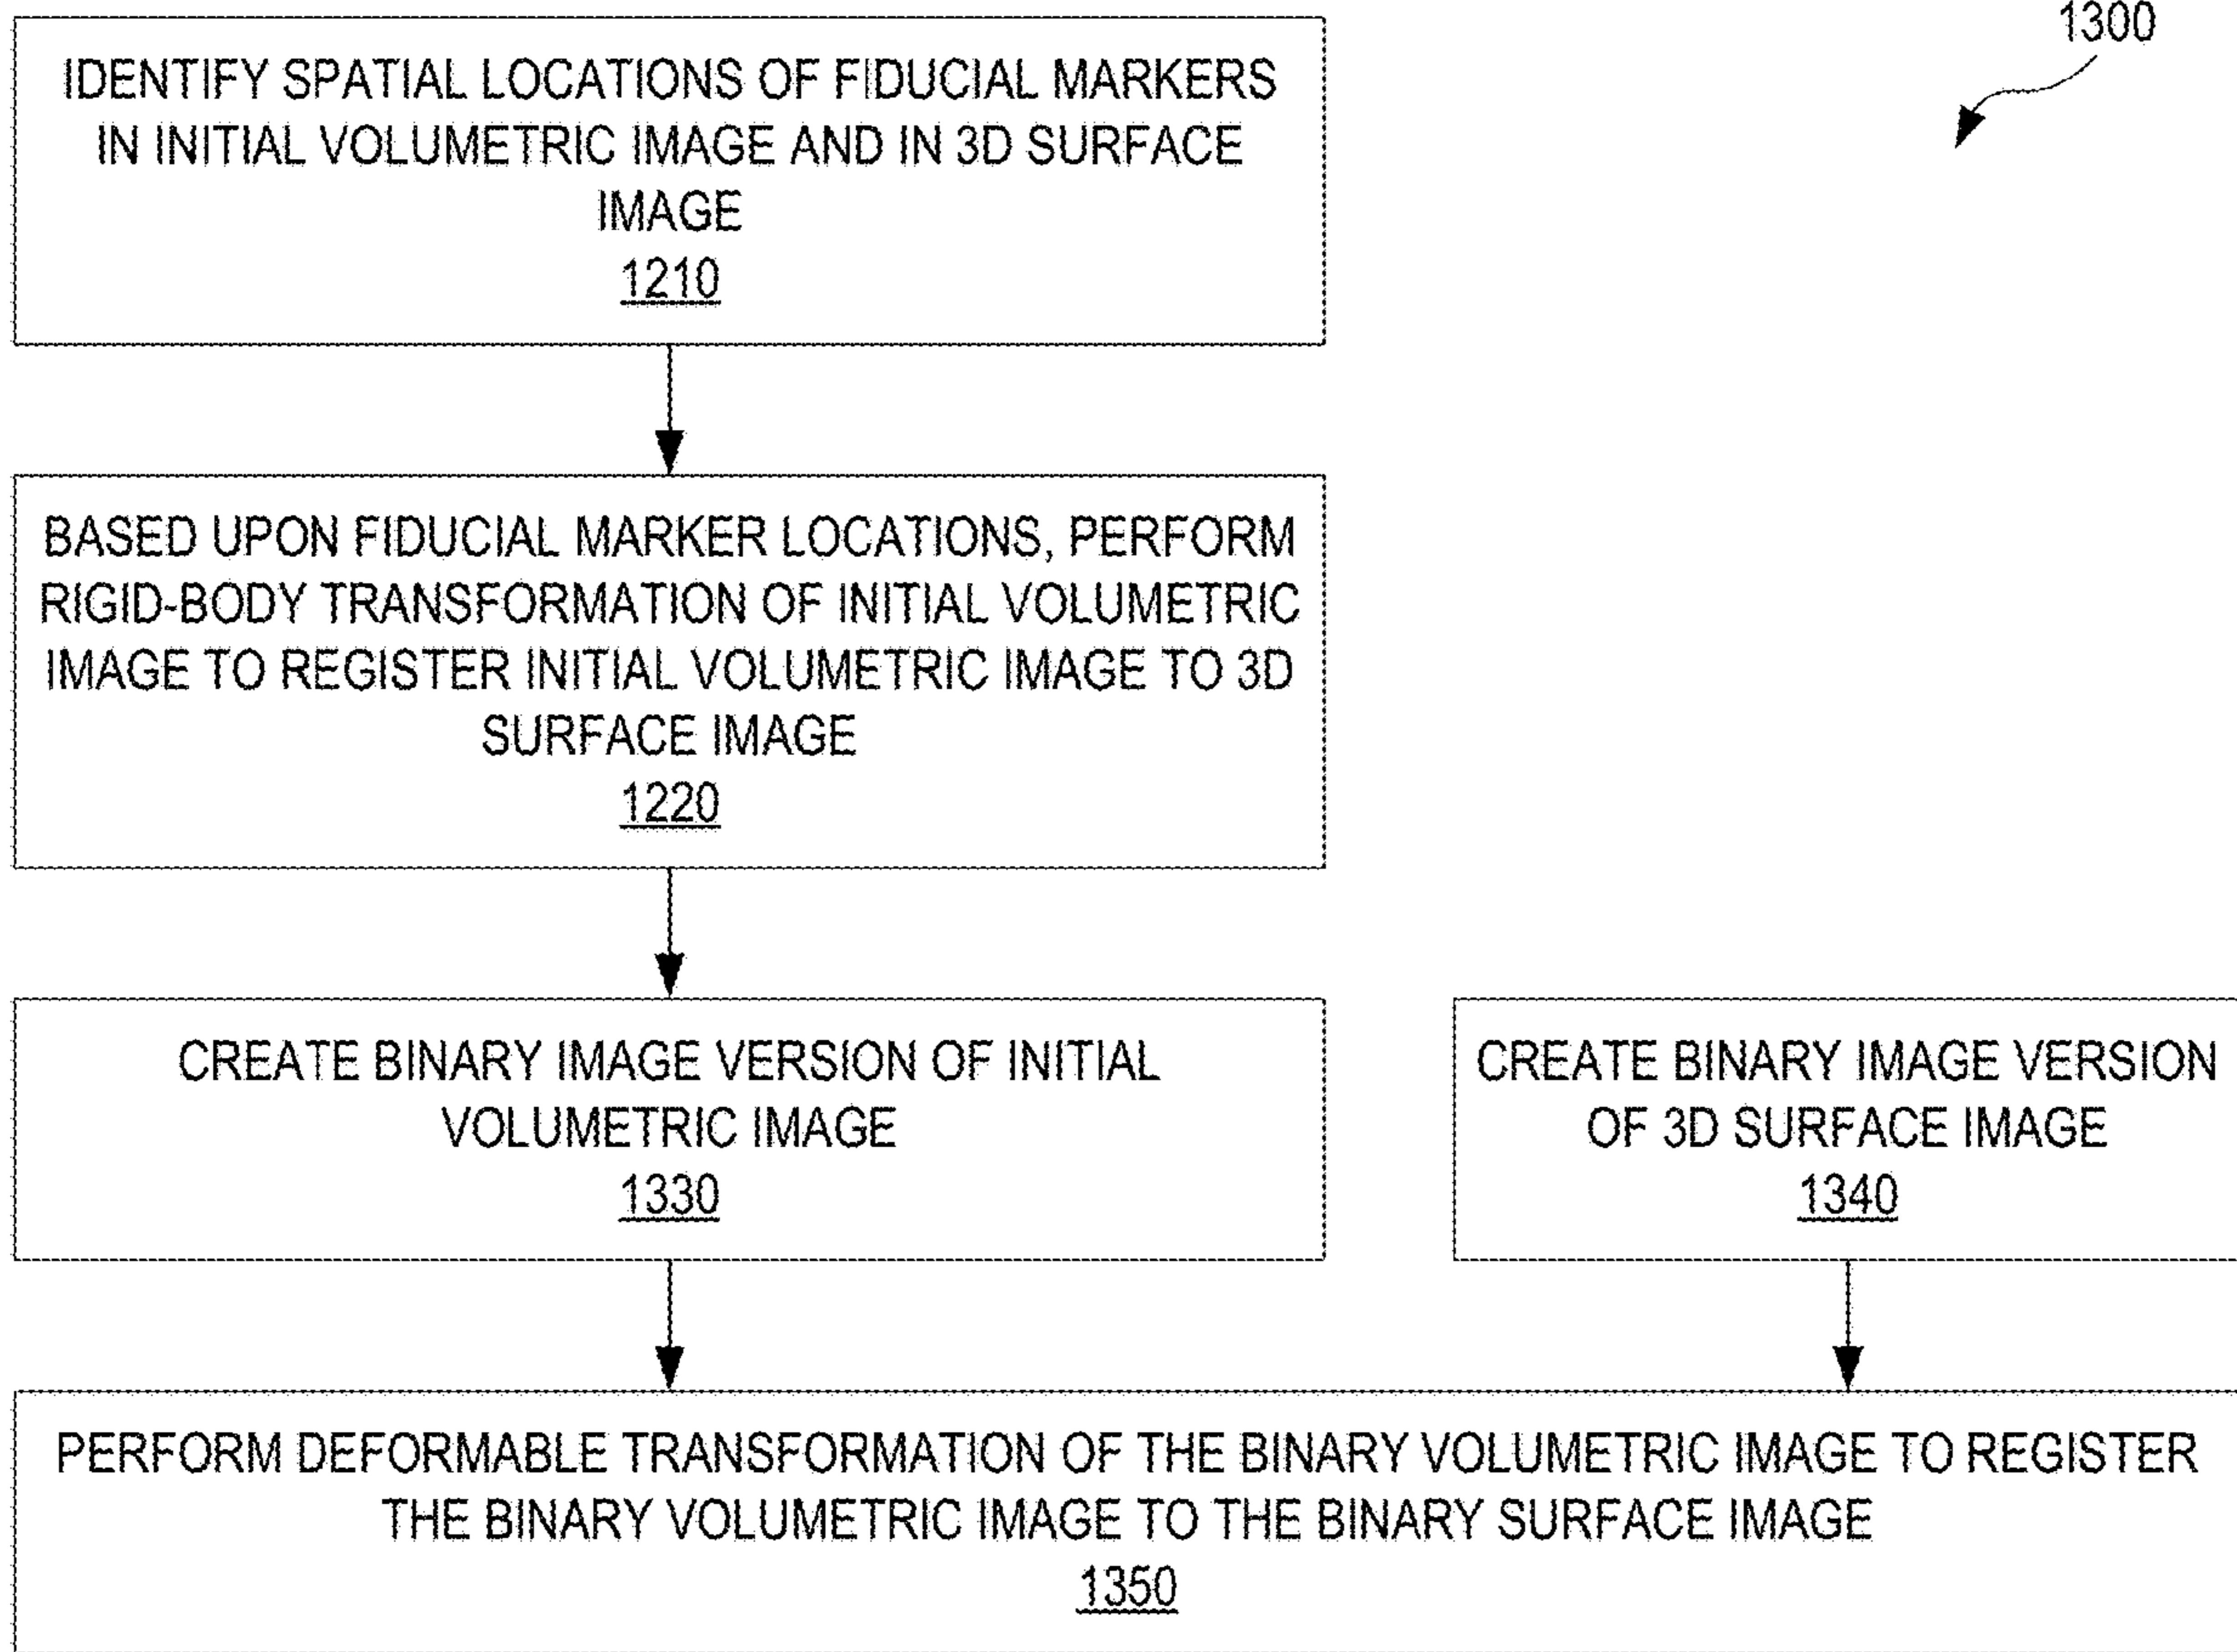 1300
IDENTIFY SPATIAL LOCATIONS OF FIDUCIAL MARKERS
IN INITIAL VOLUMETRIC IMAGE AND IN 3D SURFACE
IMAGE
1210
BASED UPON FIDUCIAL MARKER LOCATIONS, PERFORM
RIGID-BODY TRANSFORMATION OF INITIAL VOLUMETRIC
IMAGE TO REGISTER INITIAL VOLUMETRIC IMAGE TO 3D
SURFACE IMAGE
1220
CREATE BINARY IMAGE VERSION OF INITIAL
VOLUMETRIC IMAGE
1330
CREATE BINARY IMAGE VERSION
OF 3D SURFACE IMAGE
1340
PERFORM DEFORMABLE TRANSFORMATION OF THE BINARY VOLUMETRIC IMAGE TO REGISTER
THE BINARY VOLUMETRIC IMAGE TO THE BINARY SURFACE IMAGE
1350